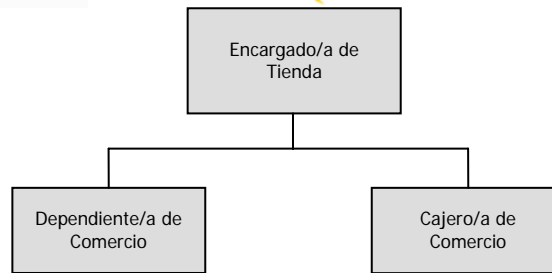 Encargado/a de
Tienda
Dependiente/a de
Comercio
Cajero/a de
Comercio